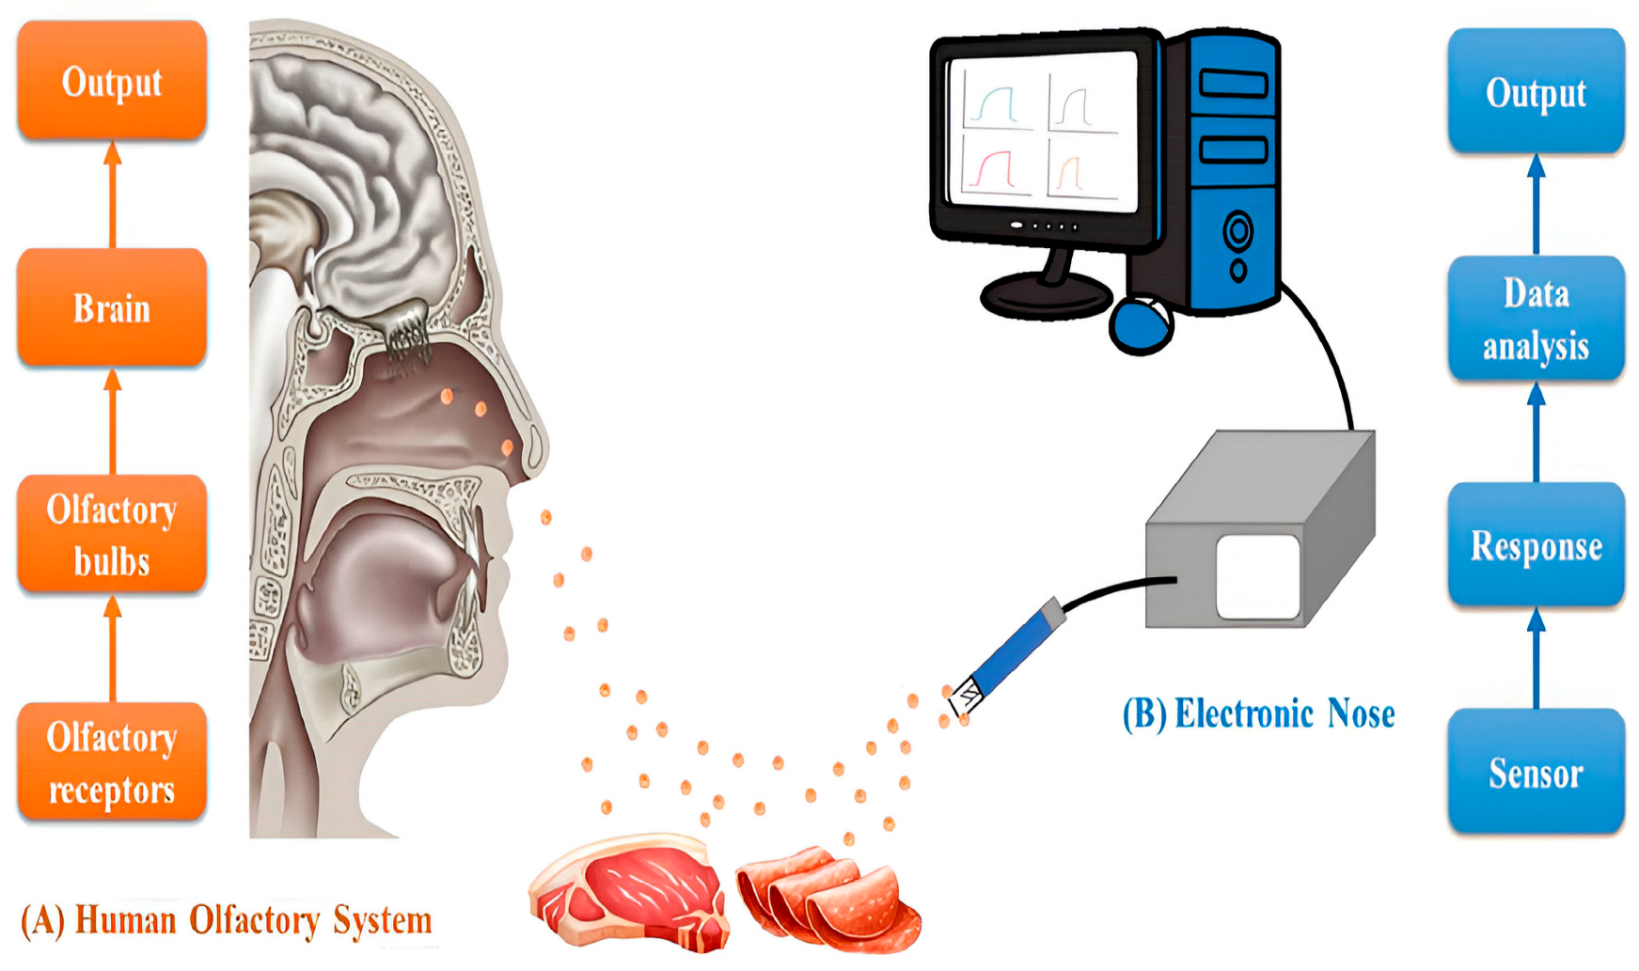 Output
Brain
Olfactory
bulbs
Olfactory
receptors
(A) Human Olfactory System
Output
Data
analysis
Response
Sensor
(B) Electronic Nose